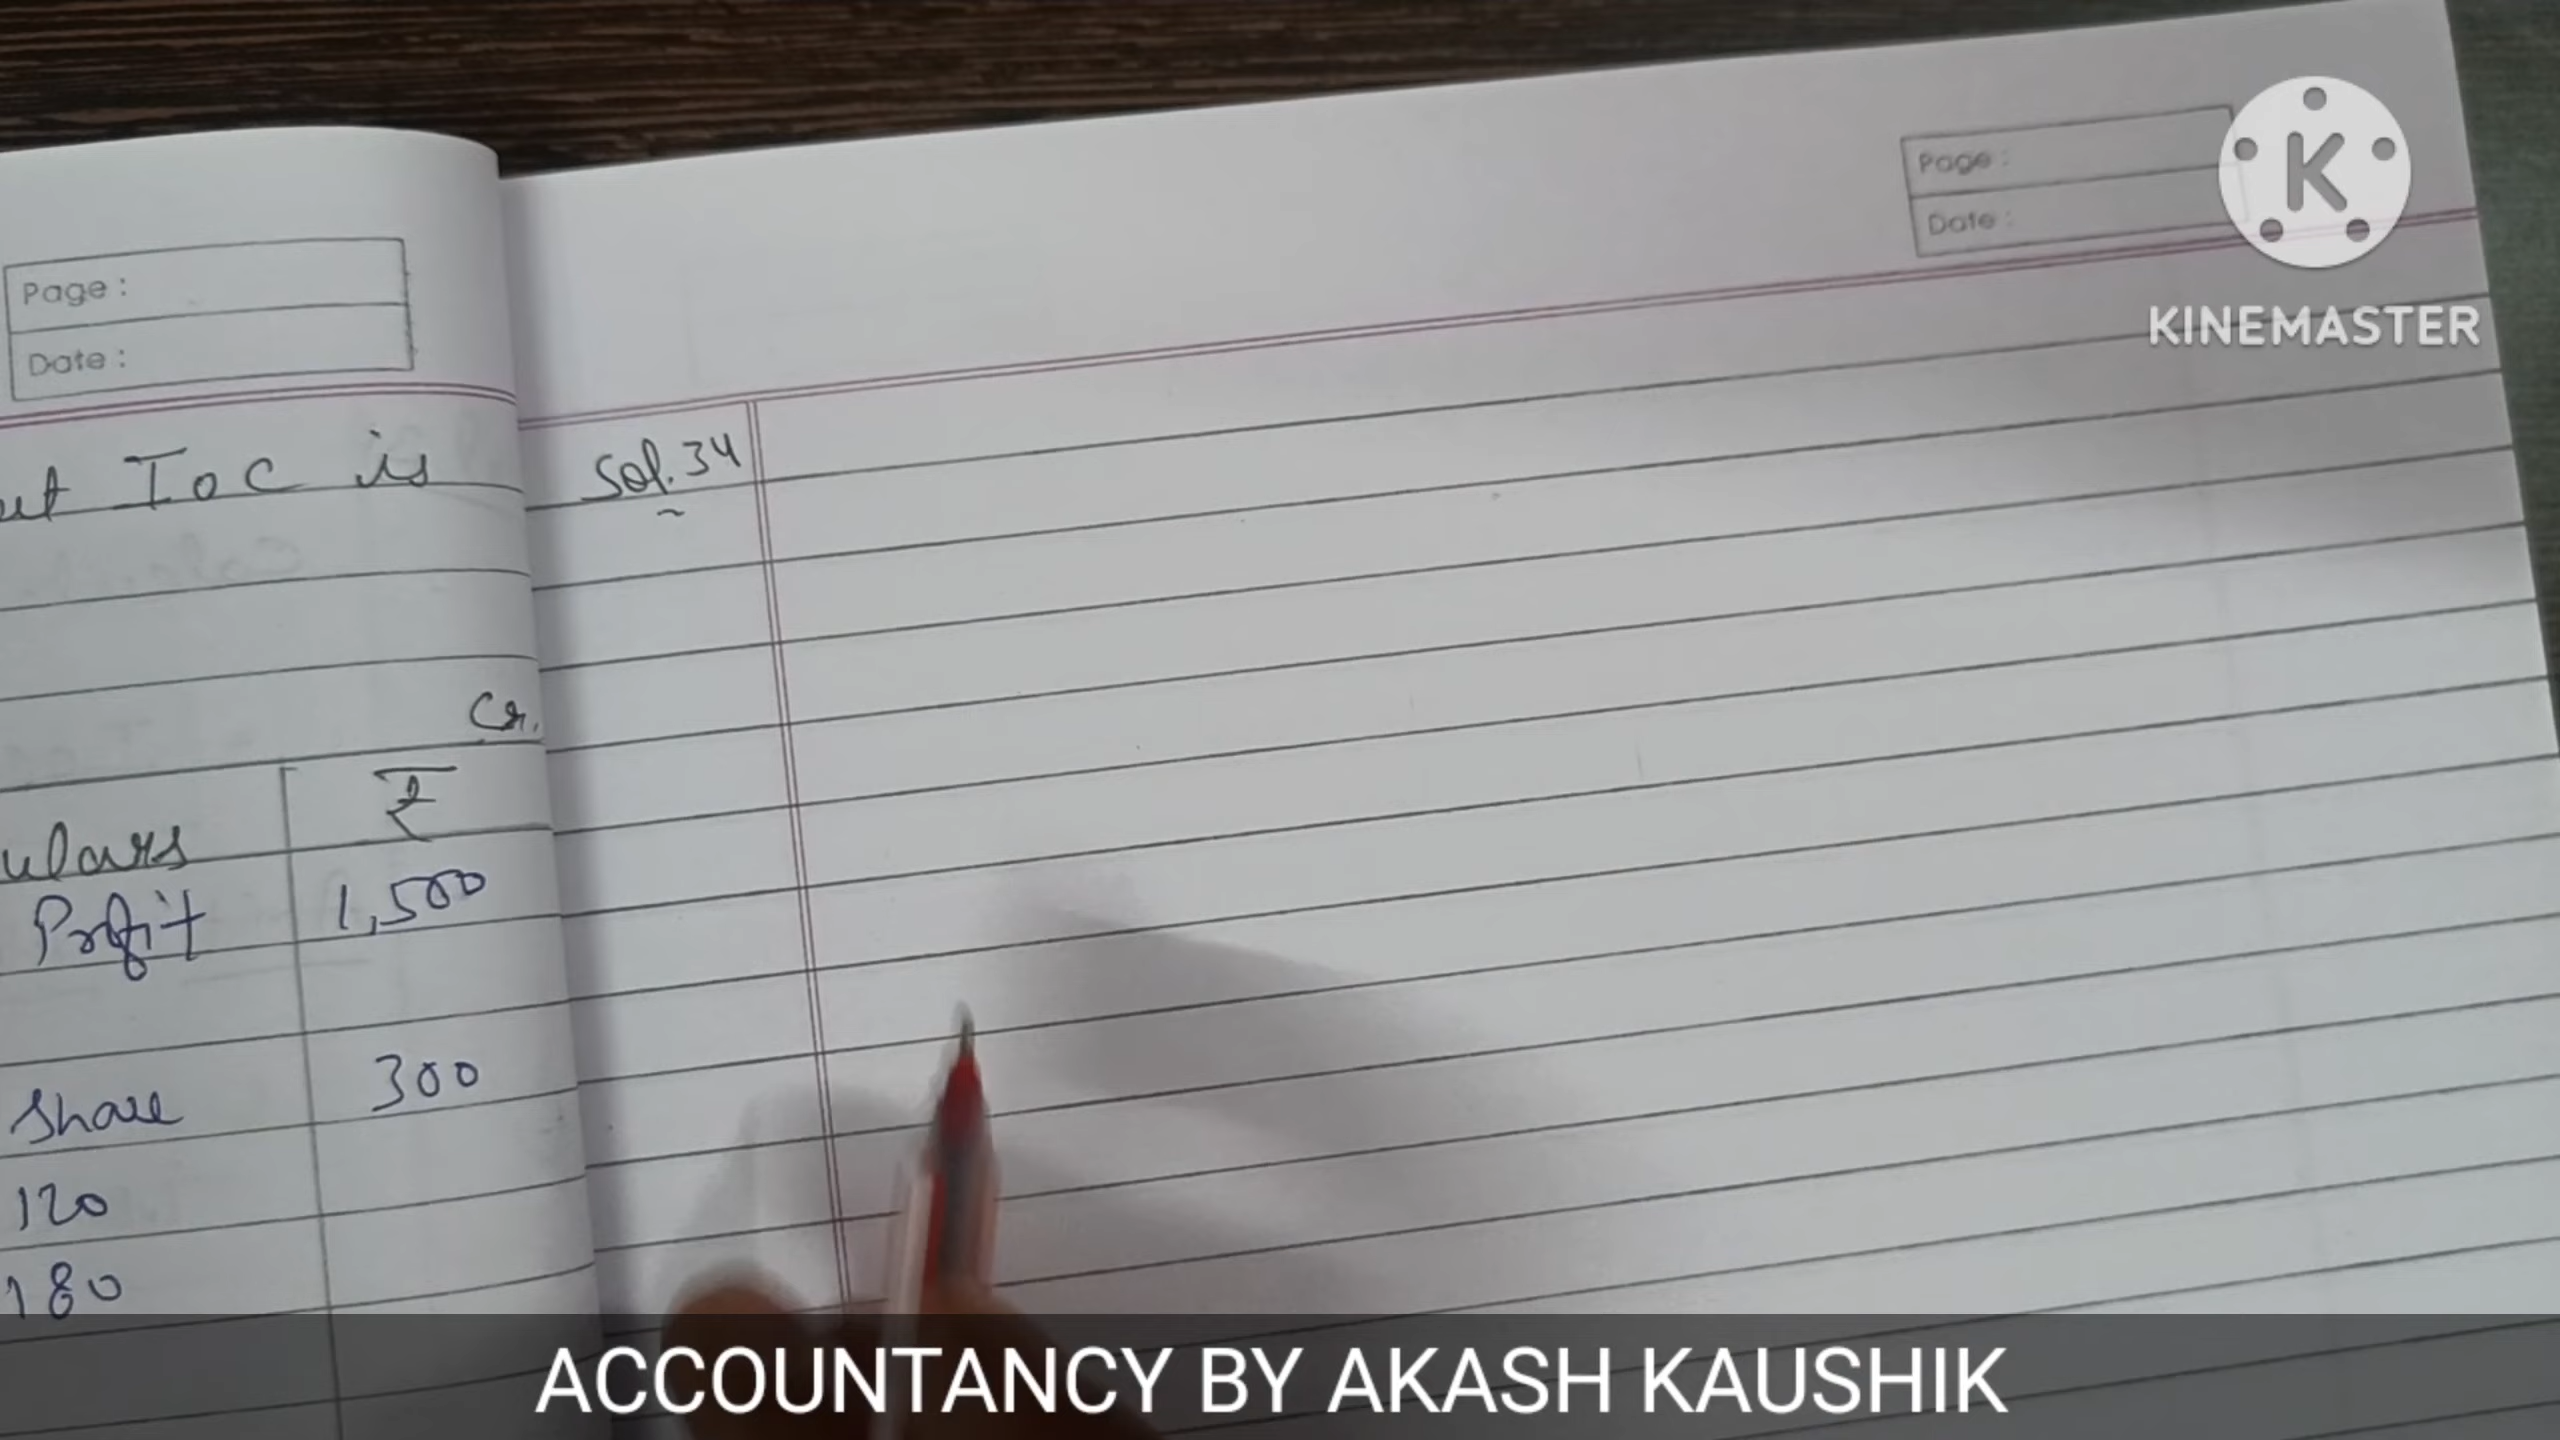 Page :
Date :
ut IOC is
Cr.
ulars
₹
Profit 1,500
Share 300
120
180
Page :
Date :
Sol. 34
K
KINEMASTER
ACCOUNTANCY BY AKASH KAUSHIK